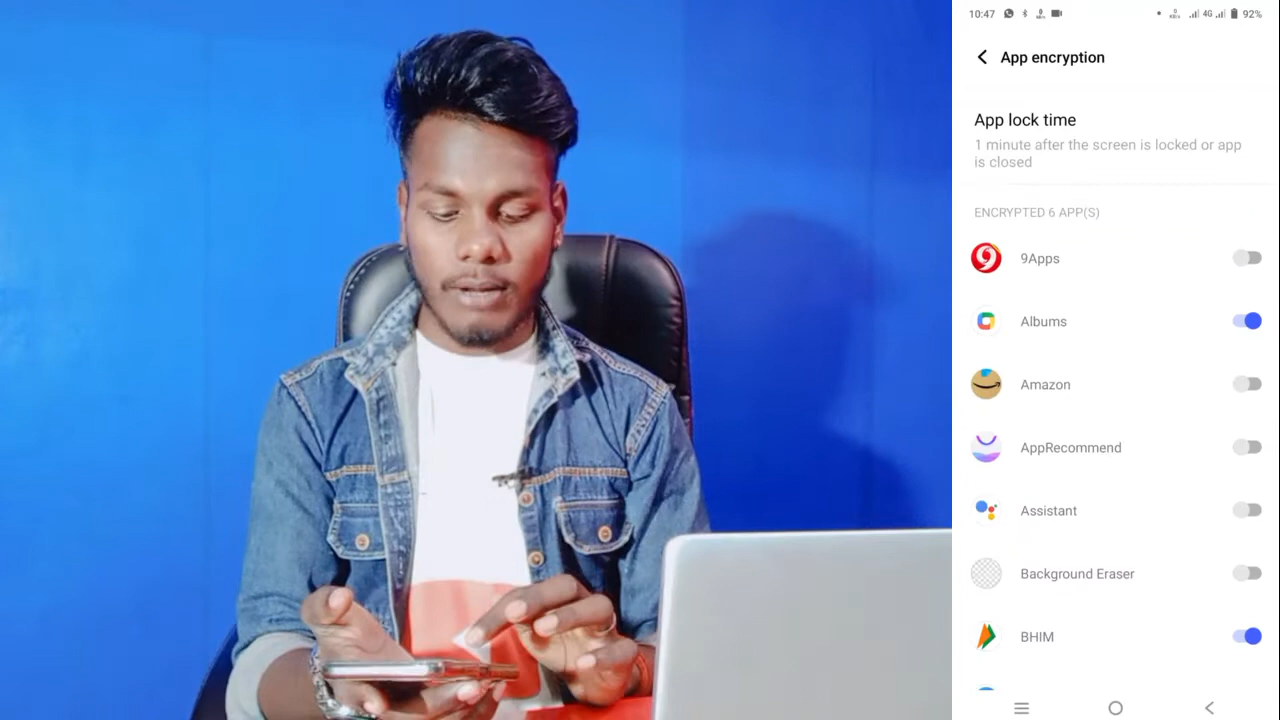 10:47
4G
92%
App encryption
App lock time
1 minute after the screen is locked or app
is closed
ENCRYPTED 6 APP(S)
9Apps
Albums
Amazon
AppRecommend
Assistant
Background Eraser
BHIM